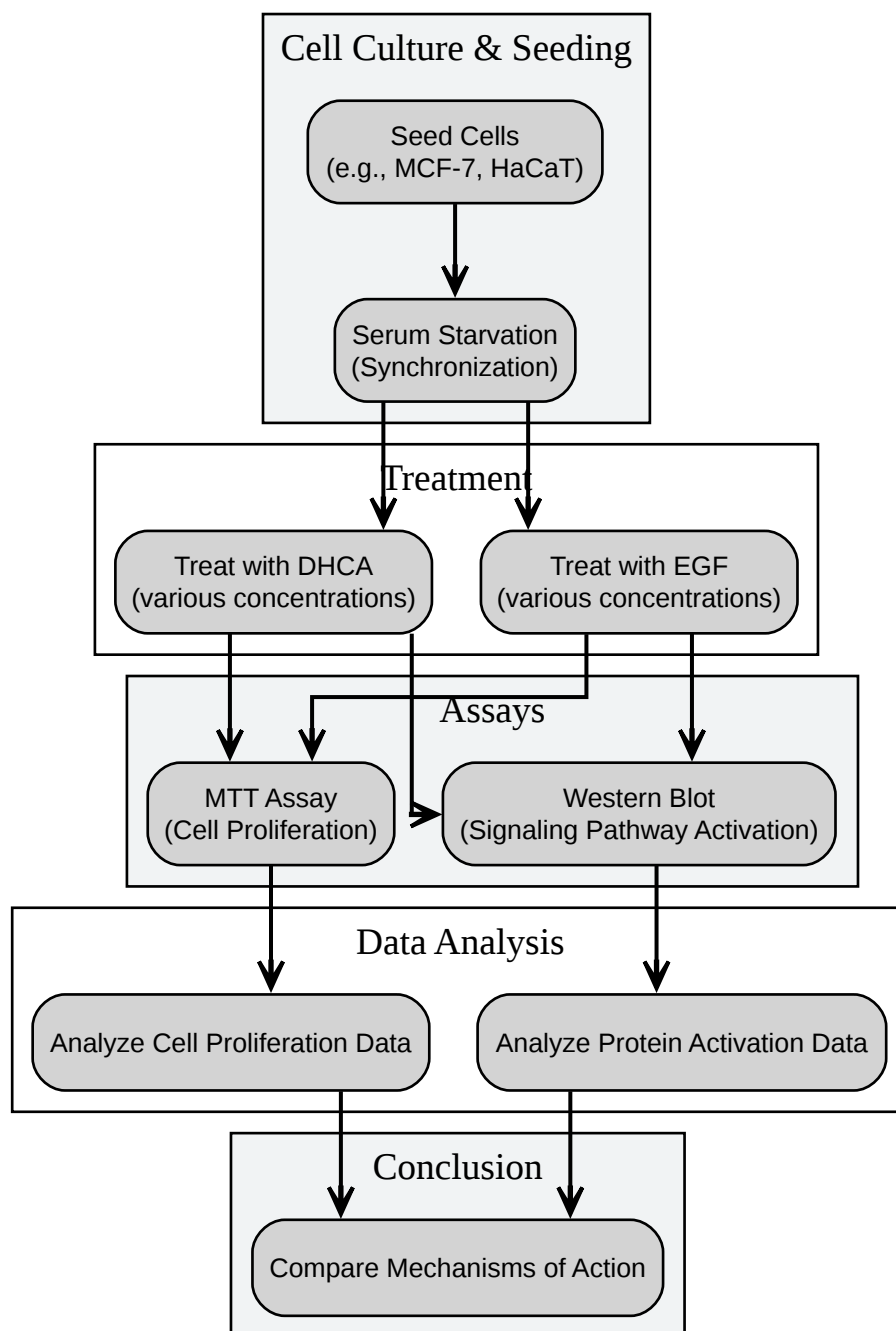 Cell Culture & Seeding
Seed Cells
(e.g., MCF-7, HaCaT)
Serum Starvation
(Synchronization)
Treatment
Treat with DHCA
(various concentrations)
Treat with EGF
(various concentrations)
Assays
MTT Assay
(Cell Proliferation)
Western Blot
(Signaling Pathway Activation)
Data Analysis
Analyze Cell Proliferation Data
Analyze Protein Activation Data
Conclusion
Compare Mechanisms of Action